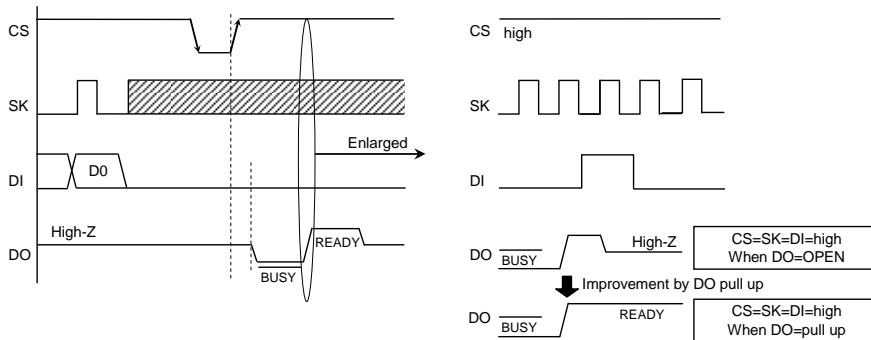 CS
SK
DI
D0
DO
High-Z
BUSY
READY
Enlarged
CS high
SK
DI
DO
BUSY
High-Z
CS=SK=DI=high
When DO=OPEN
Improvement by DO pull up
DO
BUSY
READY
CS=SK=DI=high
When DO=pull up